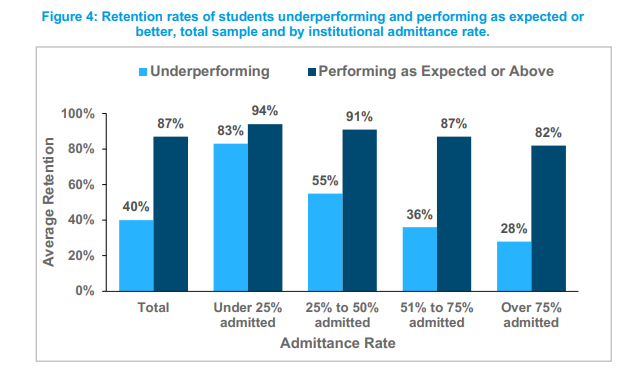 Figure 4: Retention rates of students underperforming and performing as expected or
better, total sample and by institutional admittance rate.
Underperforming
Performing as Expected or Above
100%
80%
60%
40%
20%
0%
Average Retention
40%
87%
83%
94%
55%
91%
36%
87%
28%
82%
Total
Under 25%
admitted
25% to 50%
admitted
51% to 75%
admitted
Over 75%
admitted
Admittance Rate